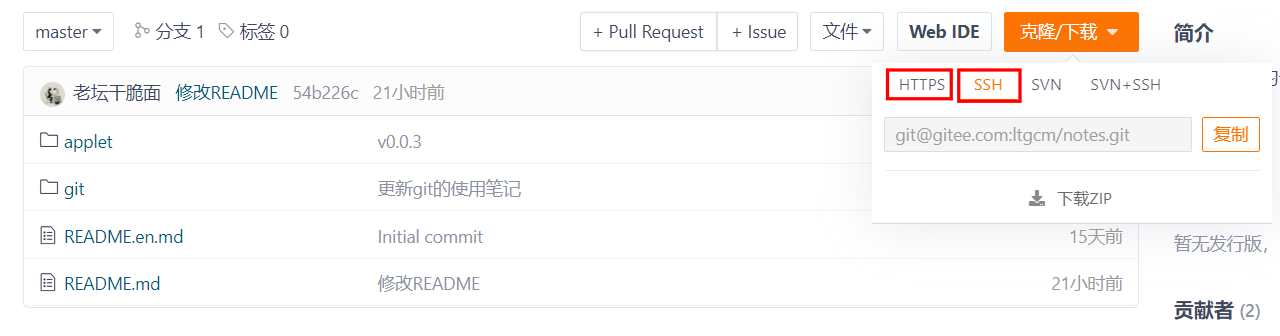 master 分支 1 标签 0 + Pull Request + Issue 文件 Web IDE 克隆/下载 简介
HTTPS SSH SVN SVN+SSH
老坛干脆面 修改README 54b226c 21小时前
git@gitee.com:ltgcm/notes.git 复制
applet v0.0.3
git 更新git的使用笔记
下载ZIP
README.en.md Initial commit 15天前
暂无发行版，
README.md 修改README 21小时前
贡献者 (2)